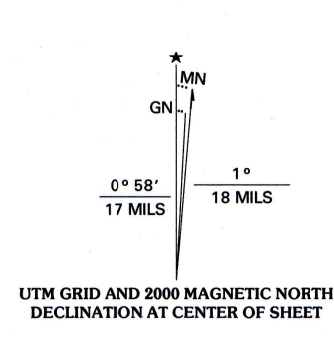 ★
MN
GN
0° 58′
17 MILS
1°
18 MILS
UTM GRID AND 2000 MAGNETIC NORTH
DECLINATION AT CENTER OF SHEET